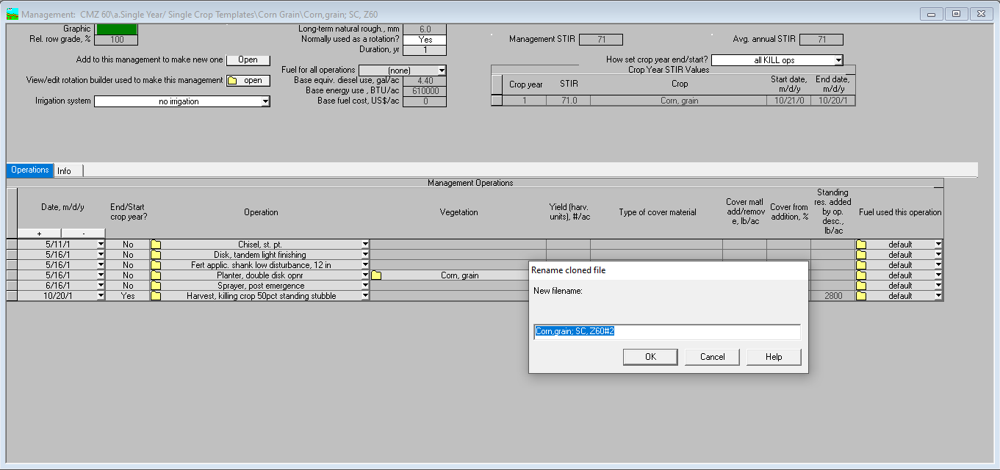 Management: CMZ 60\a.Single Year/ Single Crop Templates\Corn Grain\Corn,grain; SC, Z60
Graphic
Rel. row grade, % 100
Add to this management to make new one Open
View/edit rotation builder used to make this management open
Irrigation system no irrigation
Long-term natural rough., mm 6.0
Normally used as a rotation? Yes
Duration, yr 1
Fuel for all operations (none)
Base equiv. diesel use, gal/ac 4.40
Base energy use , BTU/ac 610000
Base fuel cost, US$/ac 0
Management STIR 71
Avg. annual STIR 71
How set crop year end/start? all KILL ops
Crop Year STIR Values
Crop year STIR Crop Start date, m/d/y End date, m/d/y
1 71.0 Corn, grain 10/21/0 10/20/1
Operations Info
Management Operations
Date, m/d/y End/Start crop year? Operation Vegetation Yield (harv. units), #/ac Type of cover material Cover matl add/remov e, lb/ac Cover from addition, % Standing res. added by op. desc., lb/ac Fuel used this operation
+ -
5/11/1 No Chisel, st. pt. default
5/16/1 No Disk, tandem light finishing default
5/16/1 No Fert applic. shank low disturbance, 12 in default
5/16/1 No Planter, double disk opnr Corn, grain default
6/16/1 No Sprayer, post emergence default
10/20/1 Yes Harvest, killing crop 50pct standing stubble 2800 default
Rename cloned file
New filename:
Corn,grain; SC, Z60#2
OK Cancel Help